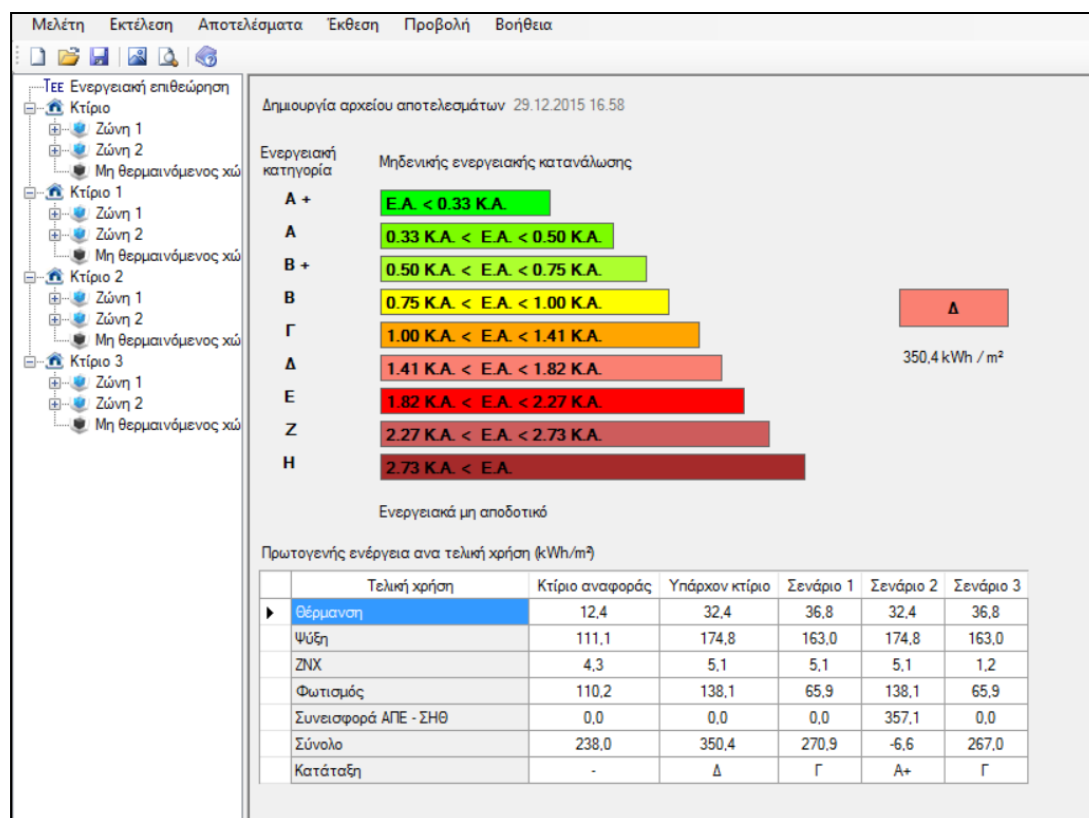 Μελέτη Εκτέλεση Αποτελέσματα Έκθεση Προβολή Βοήθεια
ΤΕΕ Ενεργειακή επιθεώρηση
Κτίριο
Ζώνη 1
Ζώνη 2
Μη θερμαινόμενος χώ
Κτίριο 1
Ζώνη 1
Ζώνη 2
Μη θερμαινόμενος χώ
Κτίριο 2
Ζώνη 1
Ζώνη 2
Μη θερμαινόμενος χώ
Κτίριο 3
Ζώνη 1
Ζώνη 2
Μη θερμαινόμενος χώ
Δημιουργία αρχείου αποτελεσμάτων 29.12.2015 16.58
Ενεργειακή
κατηγορία
Μηδενικής ενεργειακής κατανάλωσης
Α + Ε.Α. < 0.33 Κ.Α.
Α 0.33 Κ.Α. < Ε.Α. < 0.50 Κ.Α.
Β + 0.50 Κ.Α. < Ε.Α. < 0.75 Κ.Α.
Β 0.75 Κ.Α. < Ε.Α. < 1.00 Κ.Α.
Γ 1.00 Κ.Α. < Ε.Α. < 1.41 Κ.Α.
Δ 1.41 Κ.Α. < Ε.Α. < 1.82 Κ.Α.
Ε 1.82 Κ.Α. < Ε.Α. < 2.27 Κ.Α.
Ζ 2.27 Κ.Α. < Ε.Α. < 2.73 Κ.Α.
Η 2.73 Κ.Α. < Ε.Α.
Δ
350,4 kWh / m²
Ενεργειακά μη αποδοτικό
Πρωτογενής ενέργεια ανα τελική χρήση (kWh/m²)
Τελική χρήση Κτίριο αναφοράς Υπάρχον κτίριο Σενάριο 1 Σενάριο 2 Σενάριο 3
Θέρμανση 12,4 32,4 36,8 32,4 36,8
Ψύξη 111,1 174,8 163,0 174,8 163,0
ΖΝΧ 4,3 5,1 5,1 5,1 1,2
Φωτισμός 110,2 138,1 65,9 138,1 65,9
Συνεισφορά ΑΠΕ - ΣΗΘ 0,0 0,0 0,0 357,1 0,0
Σύνολο 238,0 350,4 270,9 -6,6 267,0
Κατάταξη - Δ Γ Α+ Γ